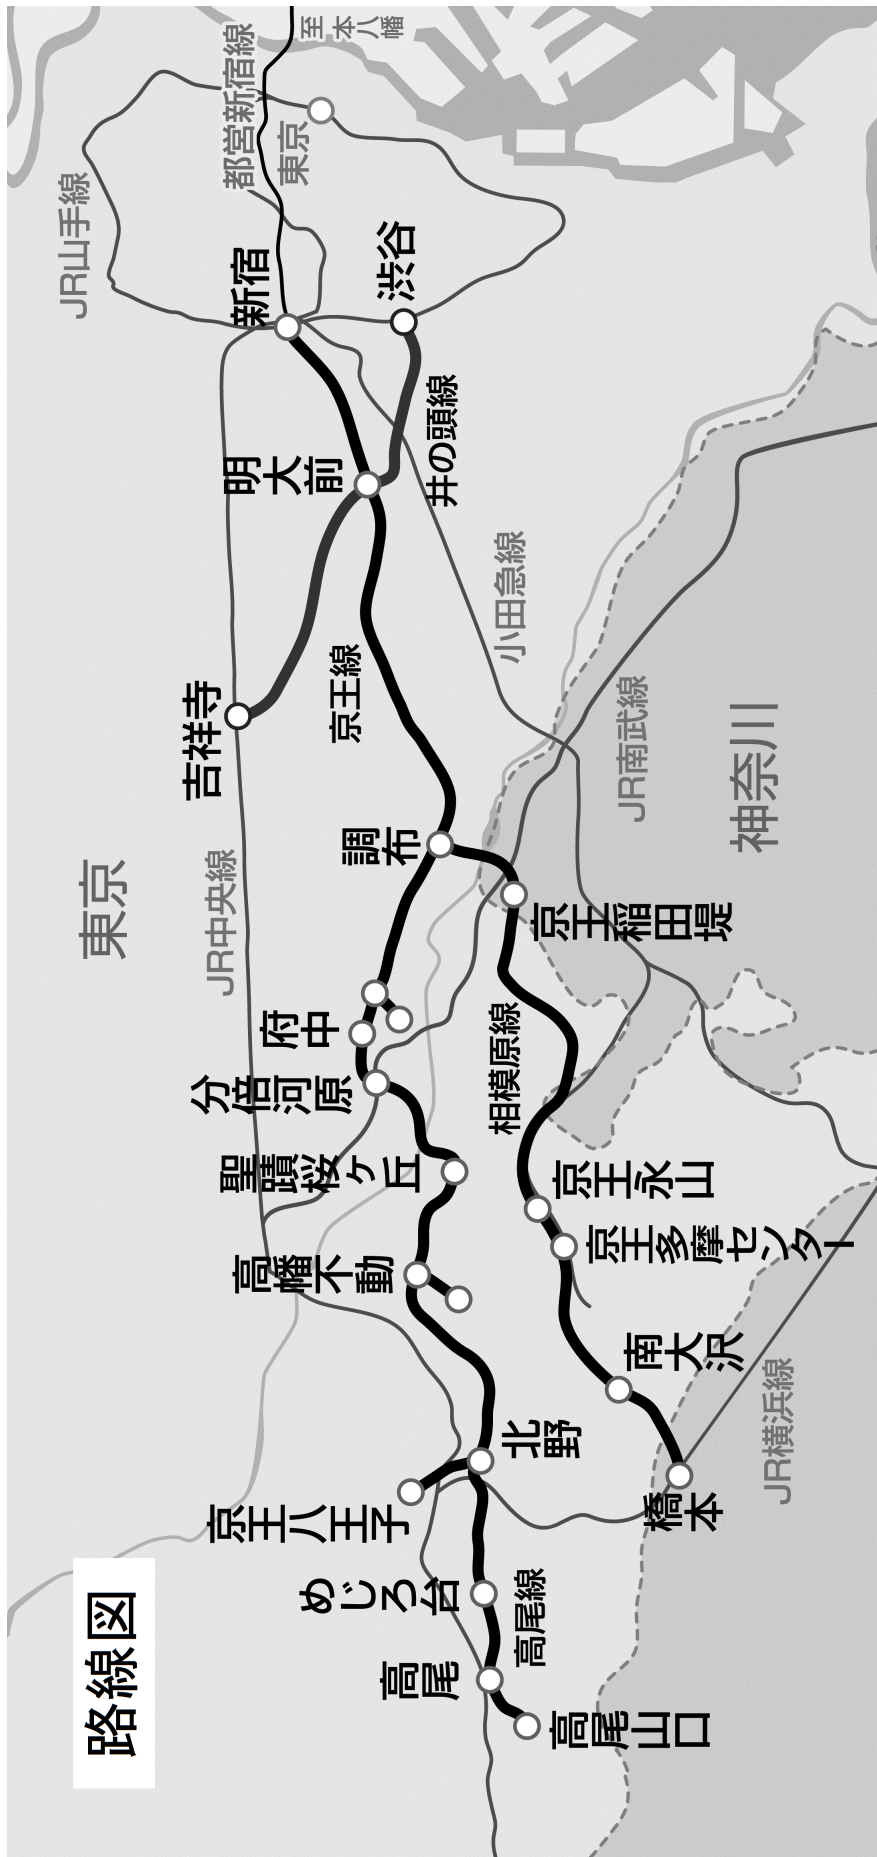 路線図
東京
神奈川
JR中央線
JR山手線
都営新宿線
至本八幡
東京
新宿
渋谷
明大前
井の頭線
小田急線
吉祥寺
京王線
調布
JR南武線
京王稲田堤
府中
分倍河原
聖蹟桜ヶ丘
高幡不動
相模原線
京王永山
京王多摩センター
南大沢
橋本
JR横浜線
北野
京王八王子
めじろ台
高尾線
高尾
高尾山口